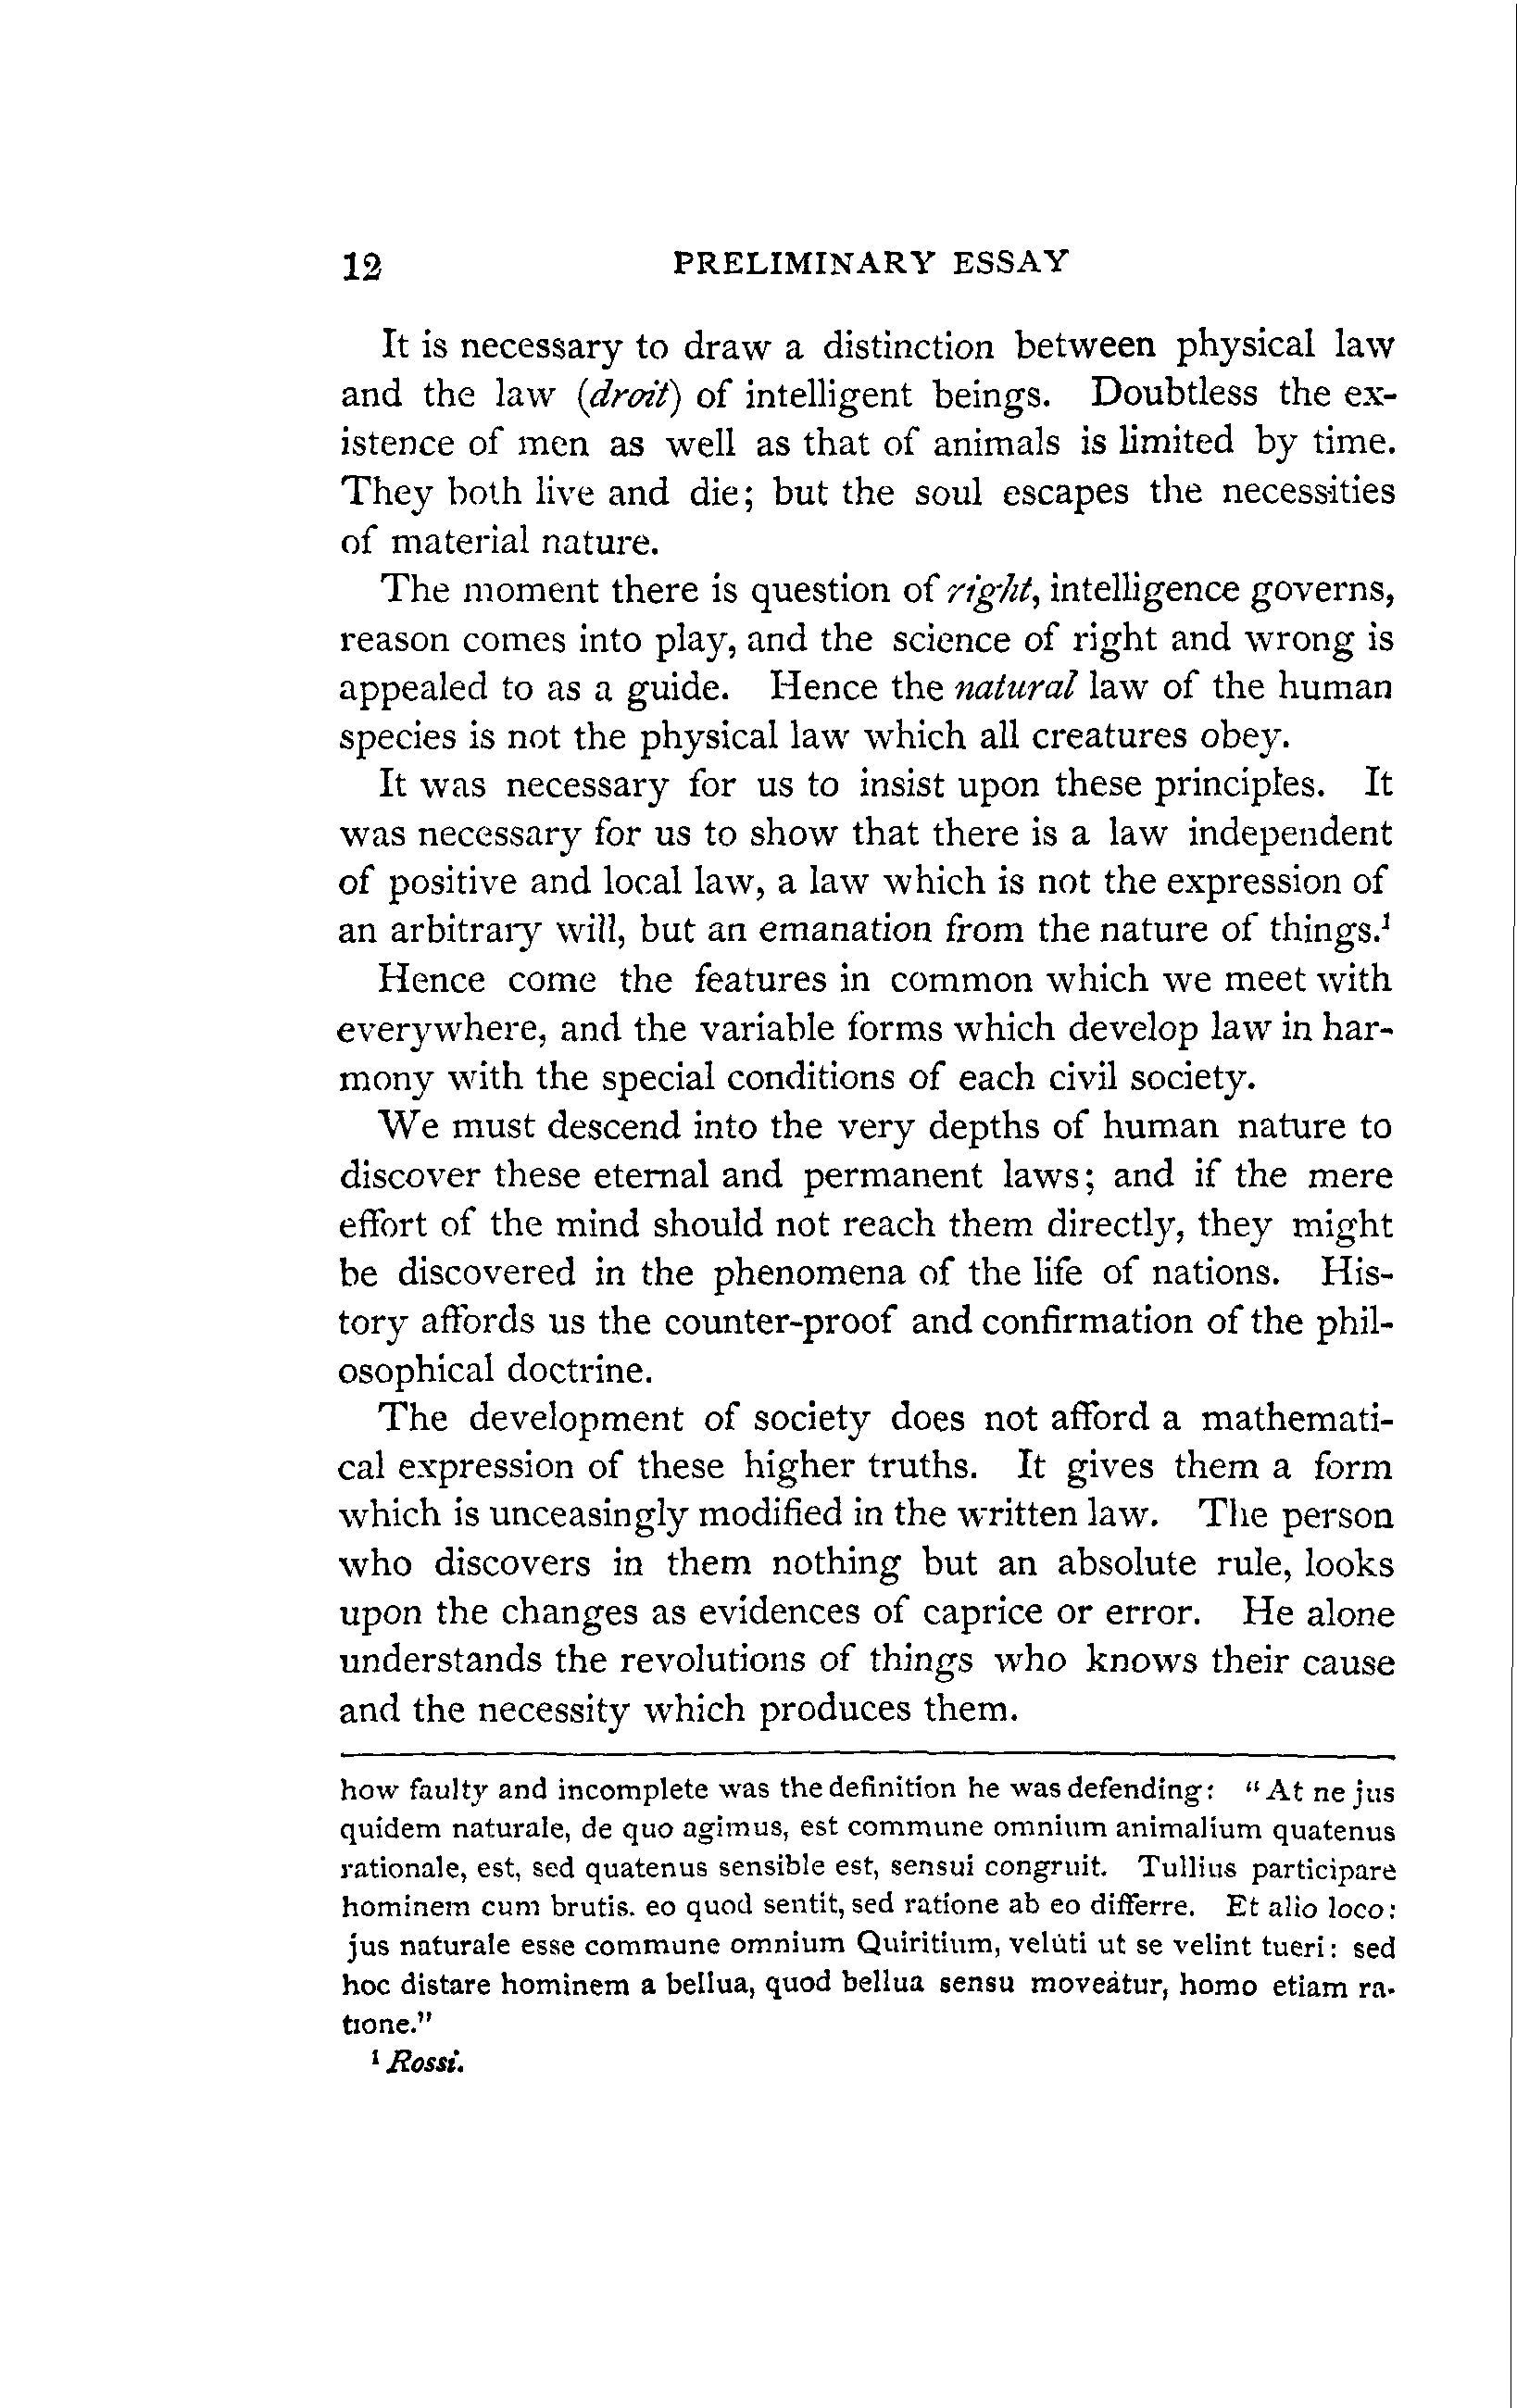 12 PRELIMINARY ESSAY
It is necessary to draw a distinction between physical law
and the law (droit) of intelligent beings. Doubtless the ex-
istence of men as well as that of animals is limited by time.
They both live and die; but the soul escapes the necessities
of material nature.
The moment there is question of right, intelligence governs,
reason comes into play, and the science of right and wrong is
appealed to as a guide. Hence the natural law of the human
species is not the physical law which all creatures obey.
It was necessary for us to insist upon these principles. It
was necessary for us to show that there is a law independent
of positive and local law, a law which is not the expression of
an arbitrary will, but an emanation from the nature of things.¹
Hence come the features in common which we meet with
everywhere, and the variable forms which develop law in har-
mony with the special conditions of each civil society.
We must descend into the very depths of human nature to
discover these eternal and permanent laws; and if the mere
effort of the mind should not reach them directly, they might
be discovered in the phenomena of the life of nations. His-
tory affords us the counter-proof and confirmation of the phil-
osophical doctrine.
The development of society does not afford a mathemati-
cal expression of these higher truths. It gives them a form
which is unceasingly modified in the written law. The person
who discovers in them nothing but an absolute rule, looks
upon the changes as evidences of caprice or error. He alone
understands the revolutions of things who knows their cause
and the necessity which produces them.
how faulty and incomplete was the definition he was defending: "At ne jus
quidem naturale, de quo agimus, est commune omnium animalium quatenus
rationale, est, sed quatenus sensible est, sensui congruit. Tullius participare
hominem cum brutis. eo quod sentit, sed ratione ab eo differre. Et alio loco:
jus naturale esse commune omnium Quiritium, velúti ut se velint tueri: sed
hoc distare hominem a bellua, quod bellua sensu moveátur, homo etiam ra-
tione."
¹ Rossi.